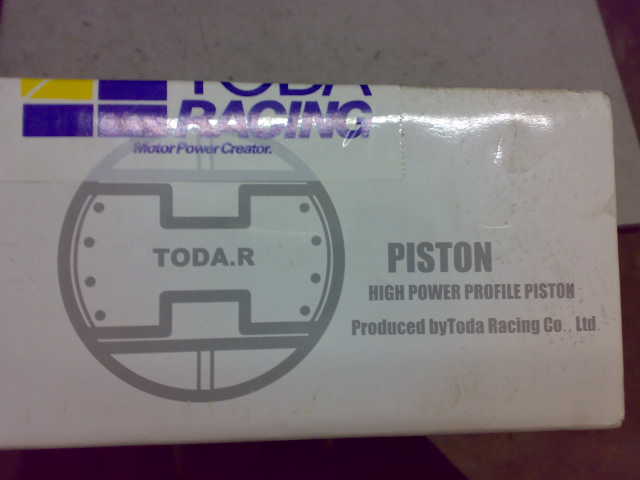 TODA
RACING
Motor Power Creator.
TODA.R
PISTON
HIGH POWER PROFILE PISTON
Produced byToda Racing Co., Ltd.